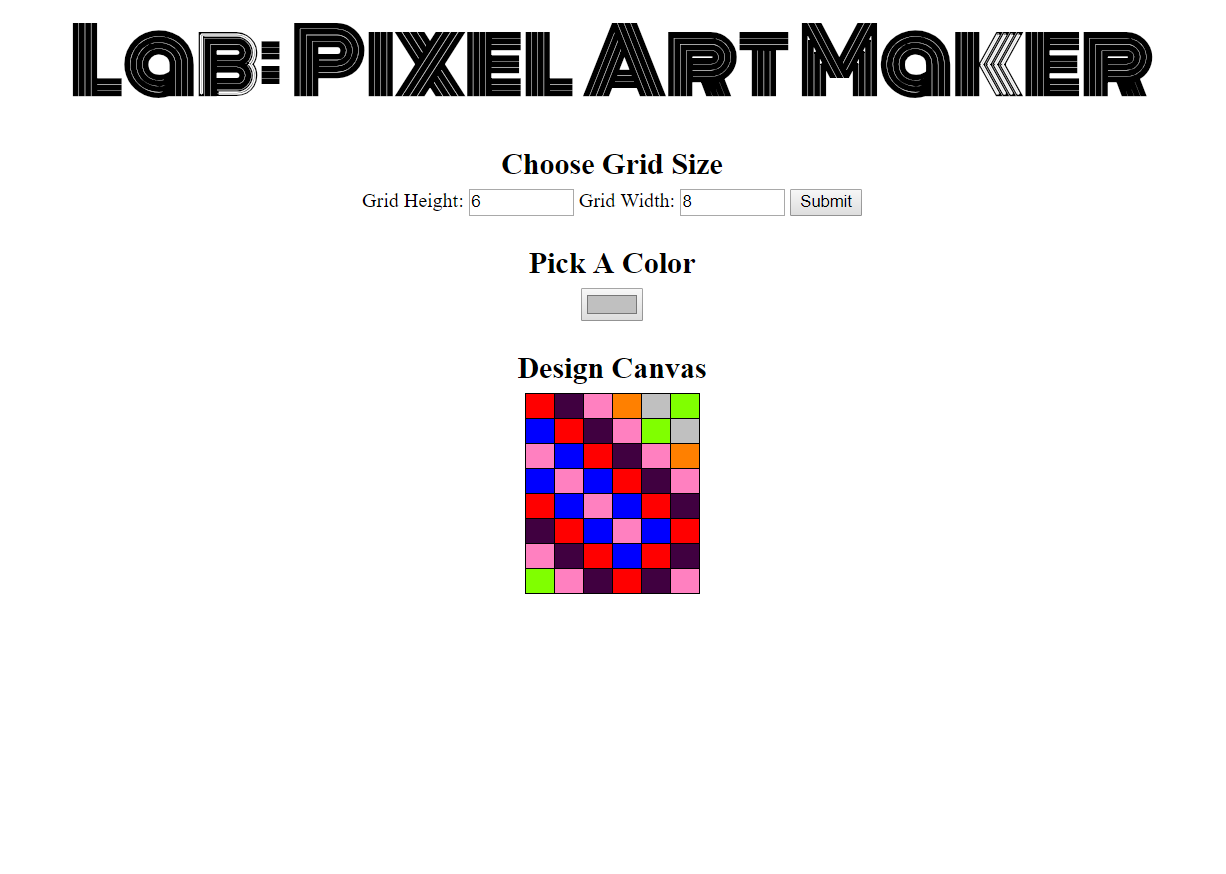 Lab: Pixel Art Maker
Choose Grid Size
Grid Height: 6 Grid Width: 8 Submit
Pick A Color
Design Canvas